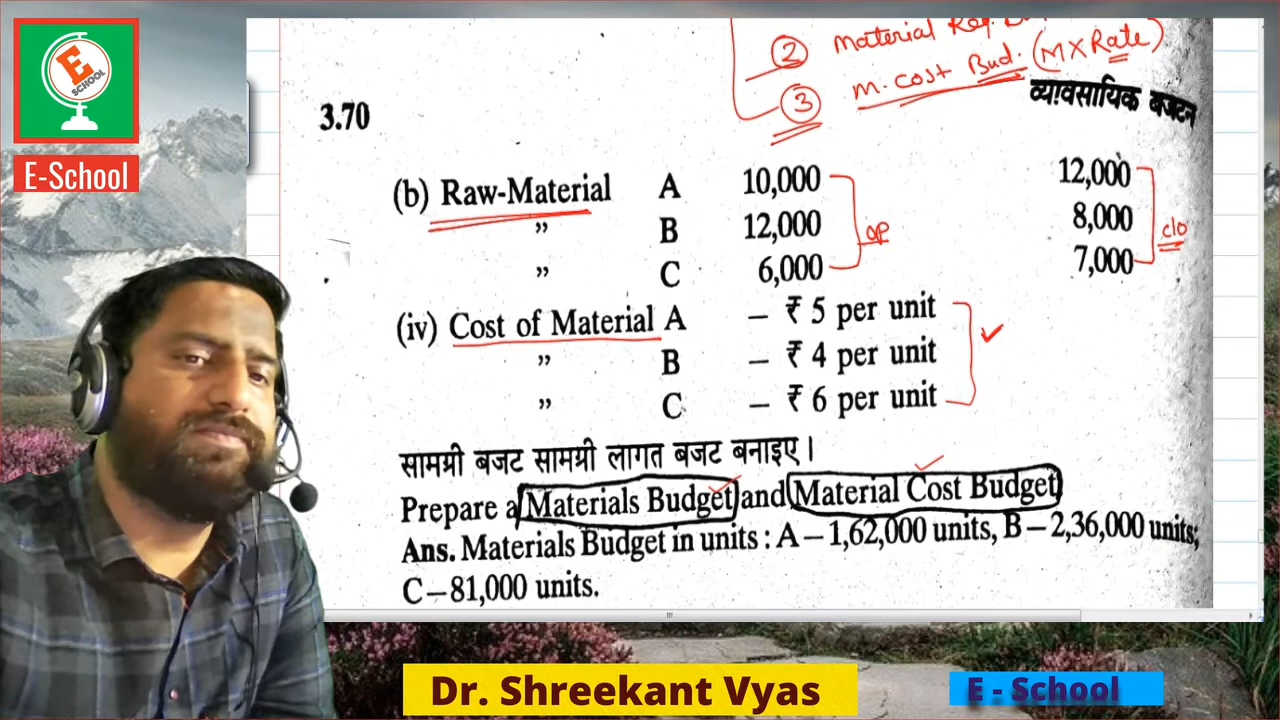 E
SCHOOL
E-School
② Material Req.
③ M. Cost Bud. (M×Rate)
3.70
व्यावसायिक बजटन
(b) Raw-Material A 10,000 12,000
" B 12,000 op 8,000 clo
" C 6,000 7,000
(iv) Cost of Material A – ₹ 5 per unit
" B – ₹ 4 per unit
" C – ₹ 6 per unit
सामग्री बजट सामग्री लागत बजट बनाइए।
Prepare a Materials Budget and Material Cost Budget
Ans. Materials Budget in units : A–1,62,000 units, B–2,36,000 units;
C–81,000 units.
Dr. Shreekant Vyas
E - School